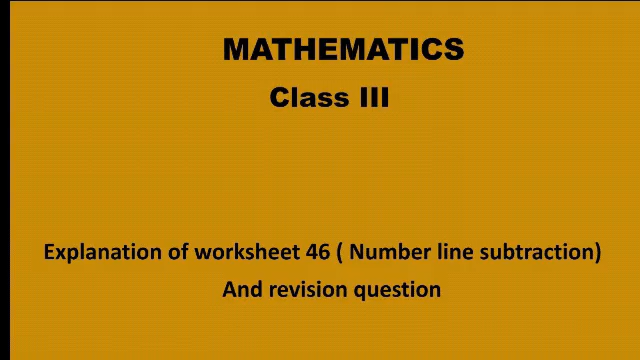 MATHEMATICS
Class III
Explanation of worksheet 46 ( Number line subtraction)
And revision question